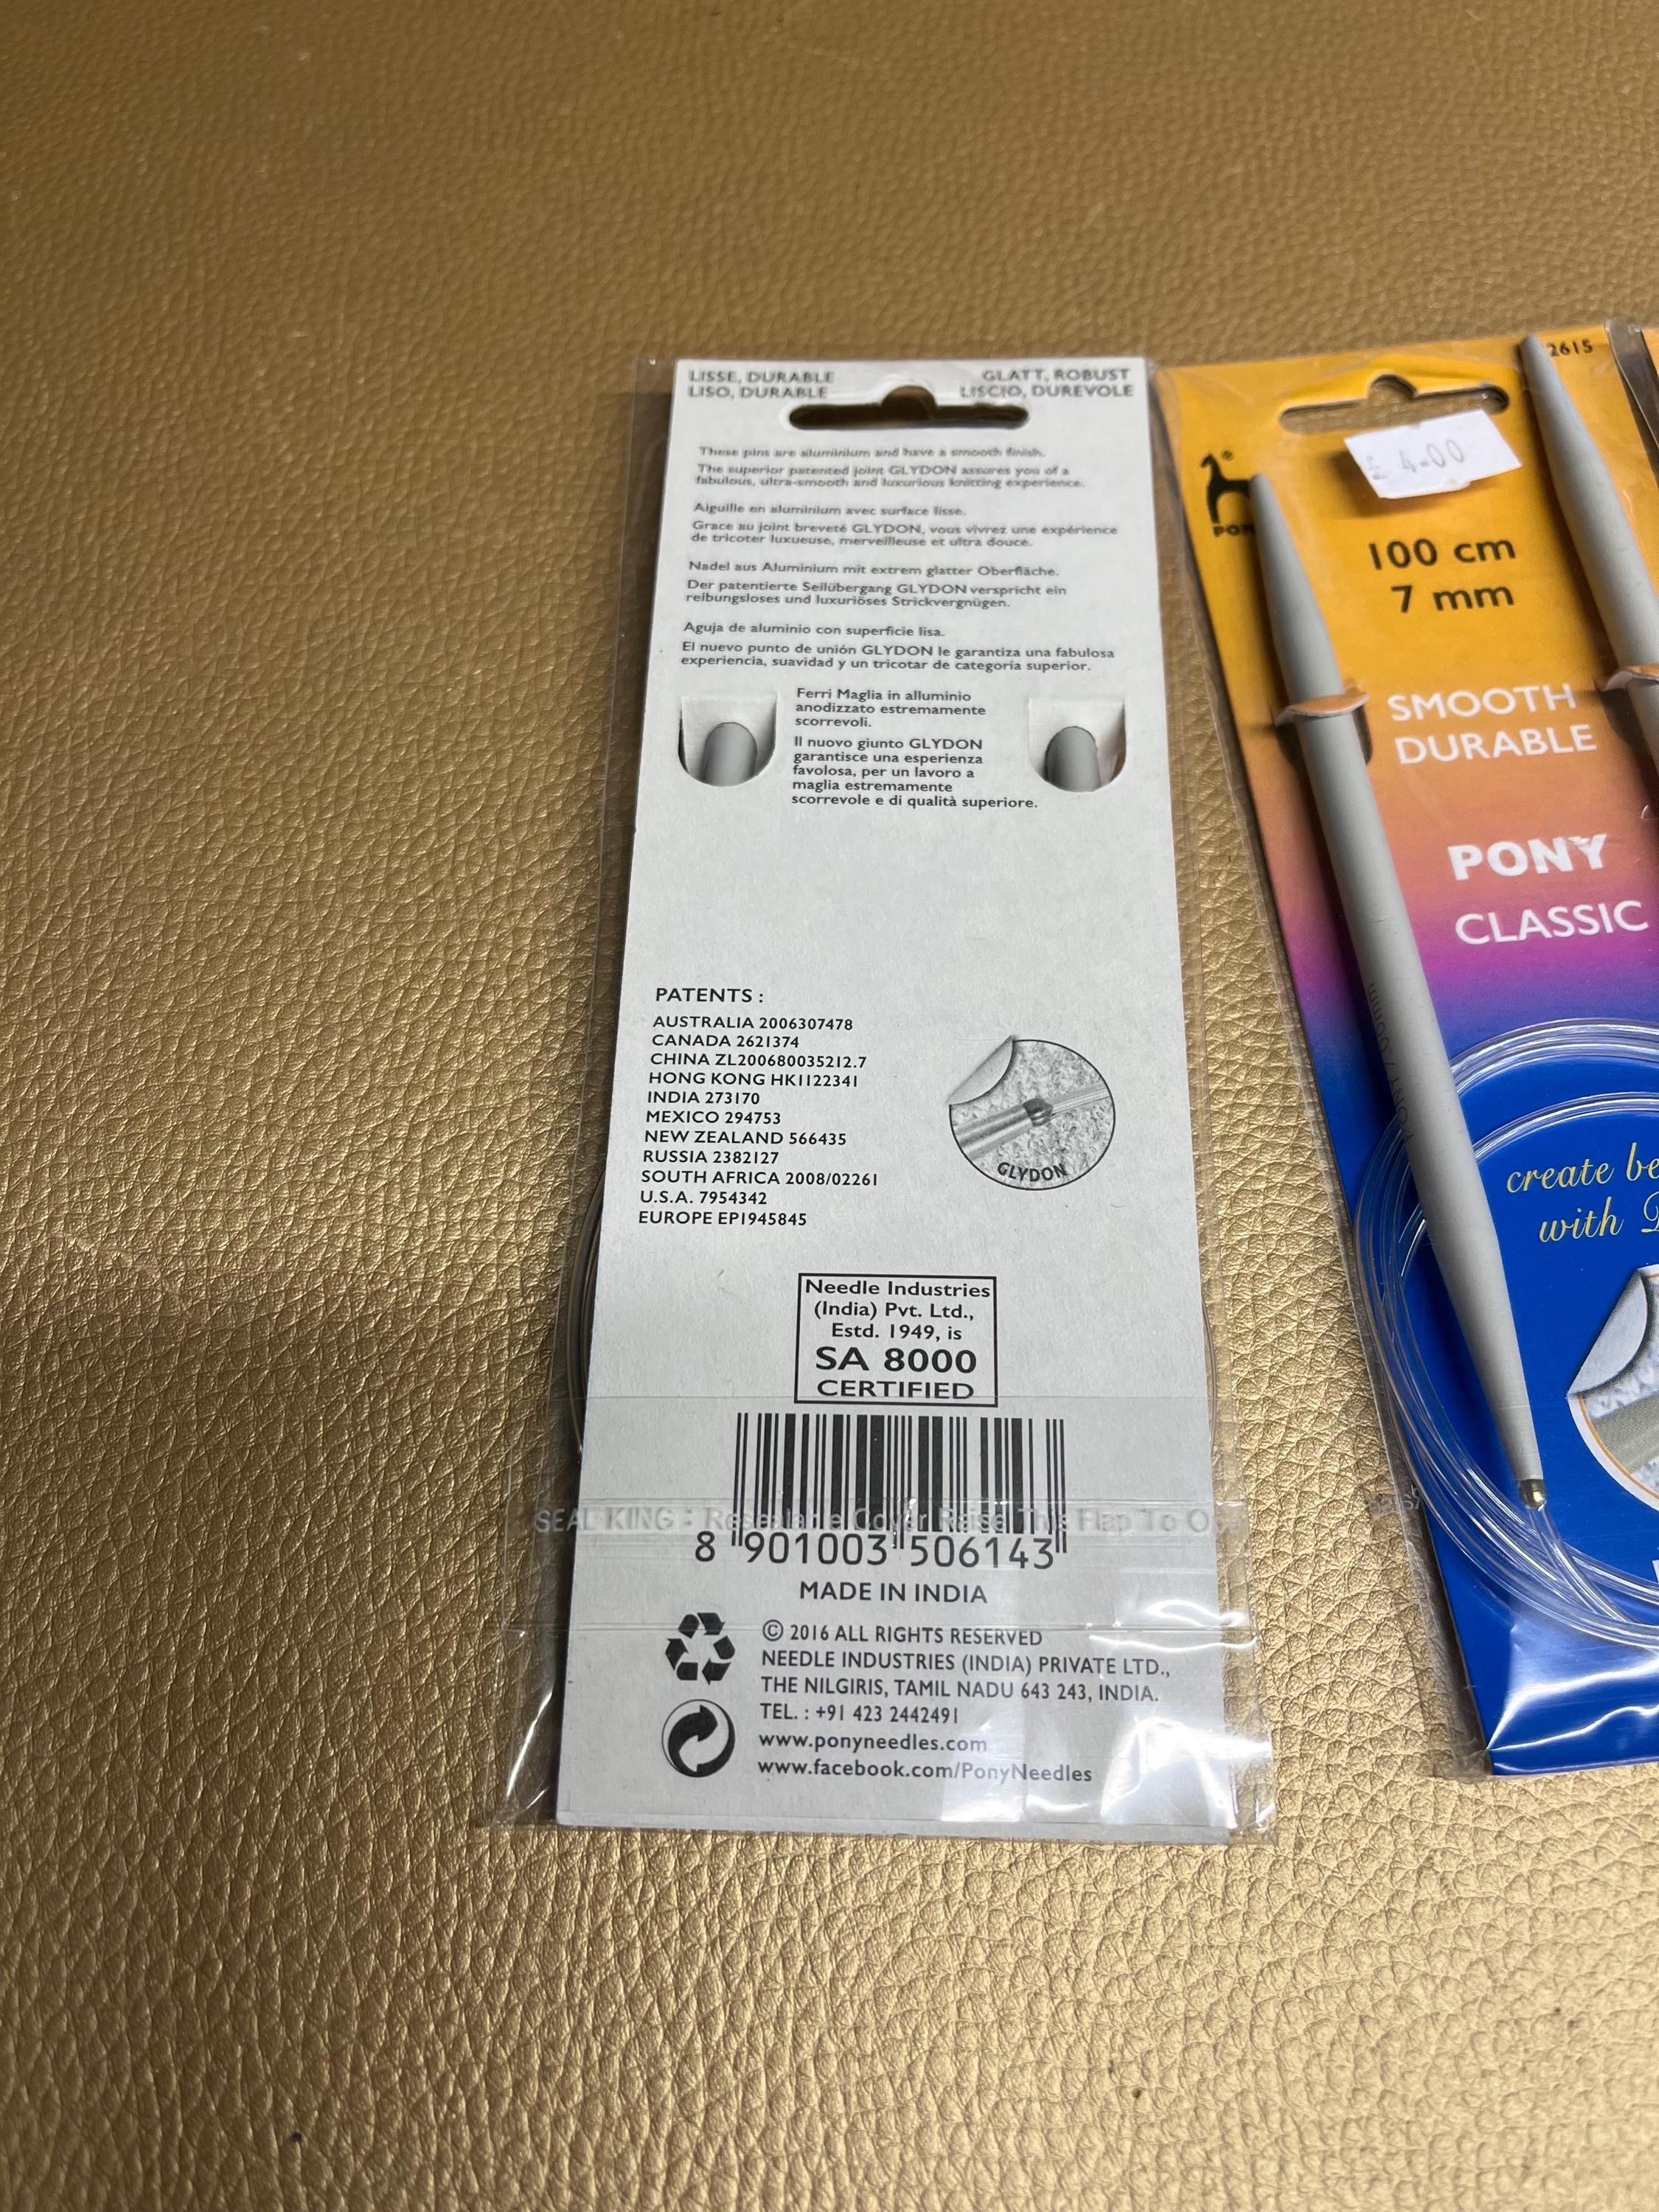 LISSE, DURABLE
LISO, DURABLE
GLATT, ROBUST
LISCIO, DUREVOLE
These pins are aluminium and have a smooth finish.
The superior patented joint GLYDON assures you of a
fabulous, ultra-smooth and luxurious knitting experience.
Aiguille en aluminium avec surface lisse.
Grace au joint breveté GLYDON, vous vivrez une expérience
de tricoter luxueuse, merveilleuse et ultra douce.
Nadel aus Aluminium mit extrem glatter Oberfläche.
Der patentierte Seilübergang GLYDON verspricht ein
reibungsloses und luxuriöses Strickvergnügen.
Aguja de aluminio con superficie lisa.
El nuevo punto de unión GLYDON le garantiza una fabulosa
experiencia, suavidad y un tricotar de categoría superior.
Ferri Maglia in alluminio
anodizzato estremamente
scorrevoli.
Il nuovo giunto GLYDON
garantisce una esperienza
favolosa, per un lavoro a
maglia estremamente
scorrevole e di qualità superiore.
PATENTS :
AUSTRALIA 2006307478
CANADA 2621374
CHINA ZL200680035212.7
HONG KONG HK1122341
INDIA 273170
MEXICO 294753
NEW ZEALAND 566435
RUSSIA 2382127
SOUTH AFRICA 2008/02261
U.S.A. 7954342
EUROPE EP1945845
GLYDON
Needle Industries
(India) Pvt. Ltd.,
Estd. 1949, is
SA 8000
CERTIFIED
SEAL KING : Resealable Cover Raise This Flap To
8 901003 506143
MADE IN INDIA
© 2016 ALL RIGHTS RESERVED
NEEDLE INDUSTRIES (INDIA) PRIVATE LTD.,
THE NILGIRIS, TAMIL NADU 643 243, INDIA.
TEL. : +91 423 2442491
www.ponyneedles.com
www.facebook.com/PonyNeedles
2615
£ 4.00
100 cm
7 mm
SMOOTH
DURABLE
PONY
CLASSIC
PONY 7.00mm
create
with